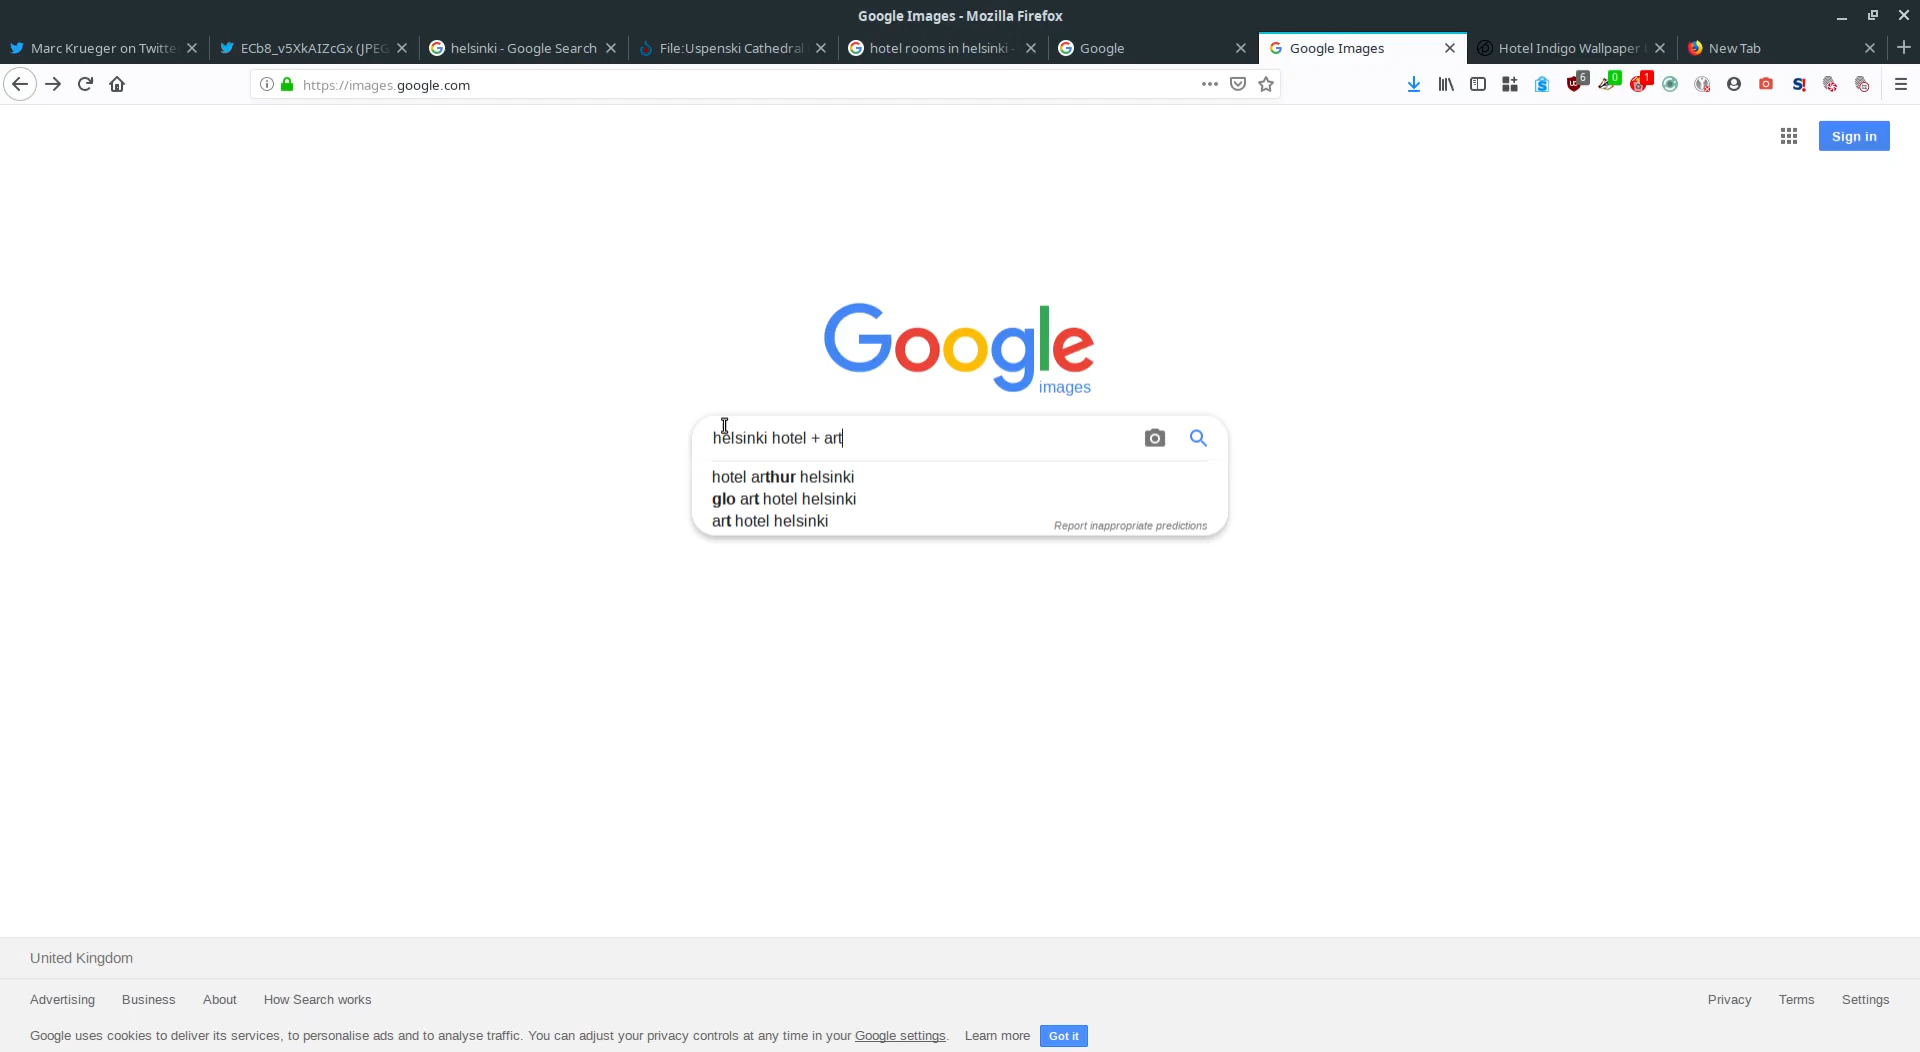 Google Images - Mozilla Firefox
Marc Krueger on Twitte
ECb8_v5XkAIZcGx (JPEG
helsinki - Google Search
File:Uspenski Cathedral
hotel rooms in helsinki -
Google
Google Images
Hotel Indigo Wallpaper
New Tab
https://images.google.com
6
0
1
S!
Sign in
Google
images
helsinki hotel + art
hotel arthur helsinki
glo art hotel helsinki
art hotel helsinki
Report inappropriate predictions
United Kingdom
Advertising Business About How Search works
Privacy Terms Settings
Google uses cookies to deliver its services, to personalise ads and to analyse traffic. You can adjust your privacy controls at any time in your Google settings. Learn more Got it